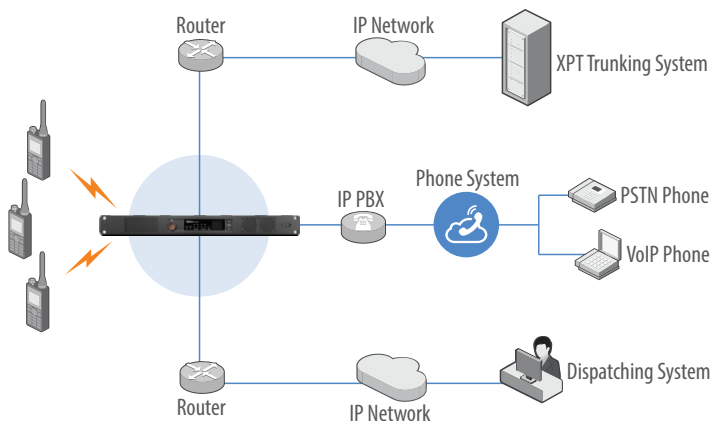 Router
IP Network
XPT Trunking System
IP PBX
Phone System
PSTN Phone
VoIP Phone
Dispatching System
Router
IP Network